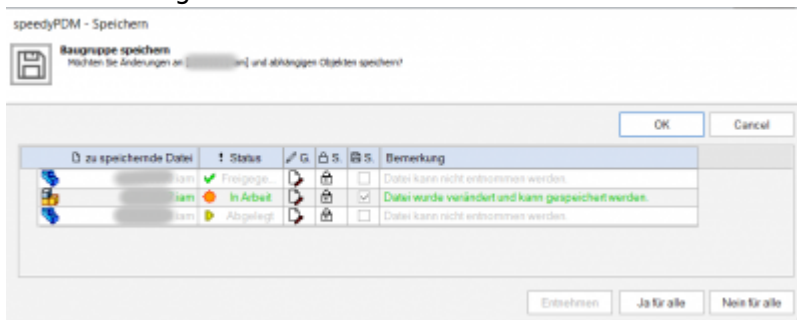 speedyPDM - Speichern
Baugruppe speichern
Möchten Sie Änderungen an [ am] und abhängigen Objekten speichern?
OK Cancel
zu speichernde Datei ! Status G. S. S. Bemerkung
iam Freigege... Datei kann nicht entnommen werden.
iam In Arbeit Datei wurde verändert und kann gespeichert werden.
iam Abgelegt Datei kann nicht entnommen werden.
Entnehmen Ja für alle Nein für alle